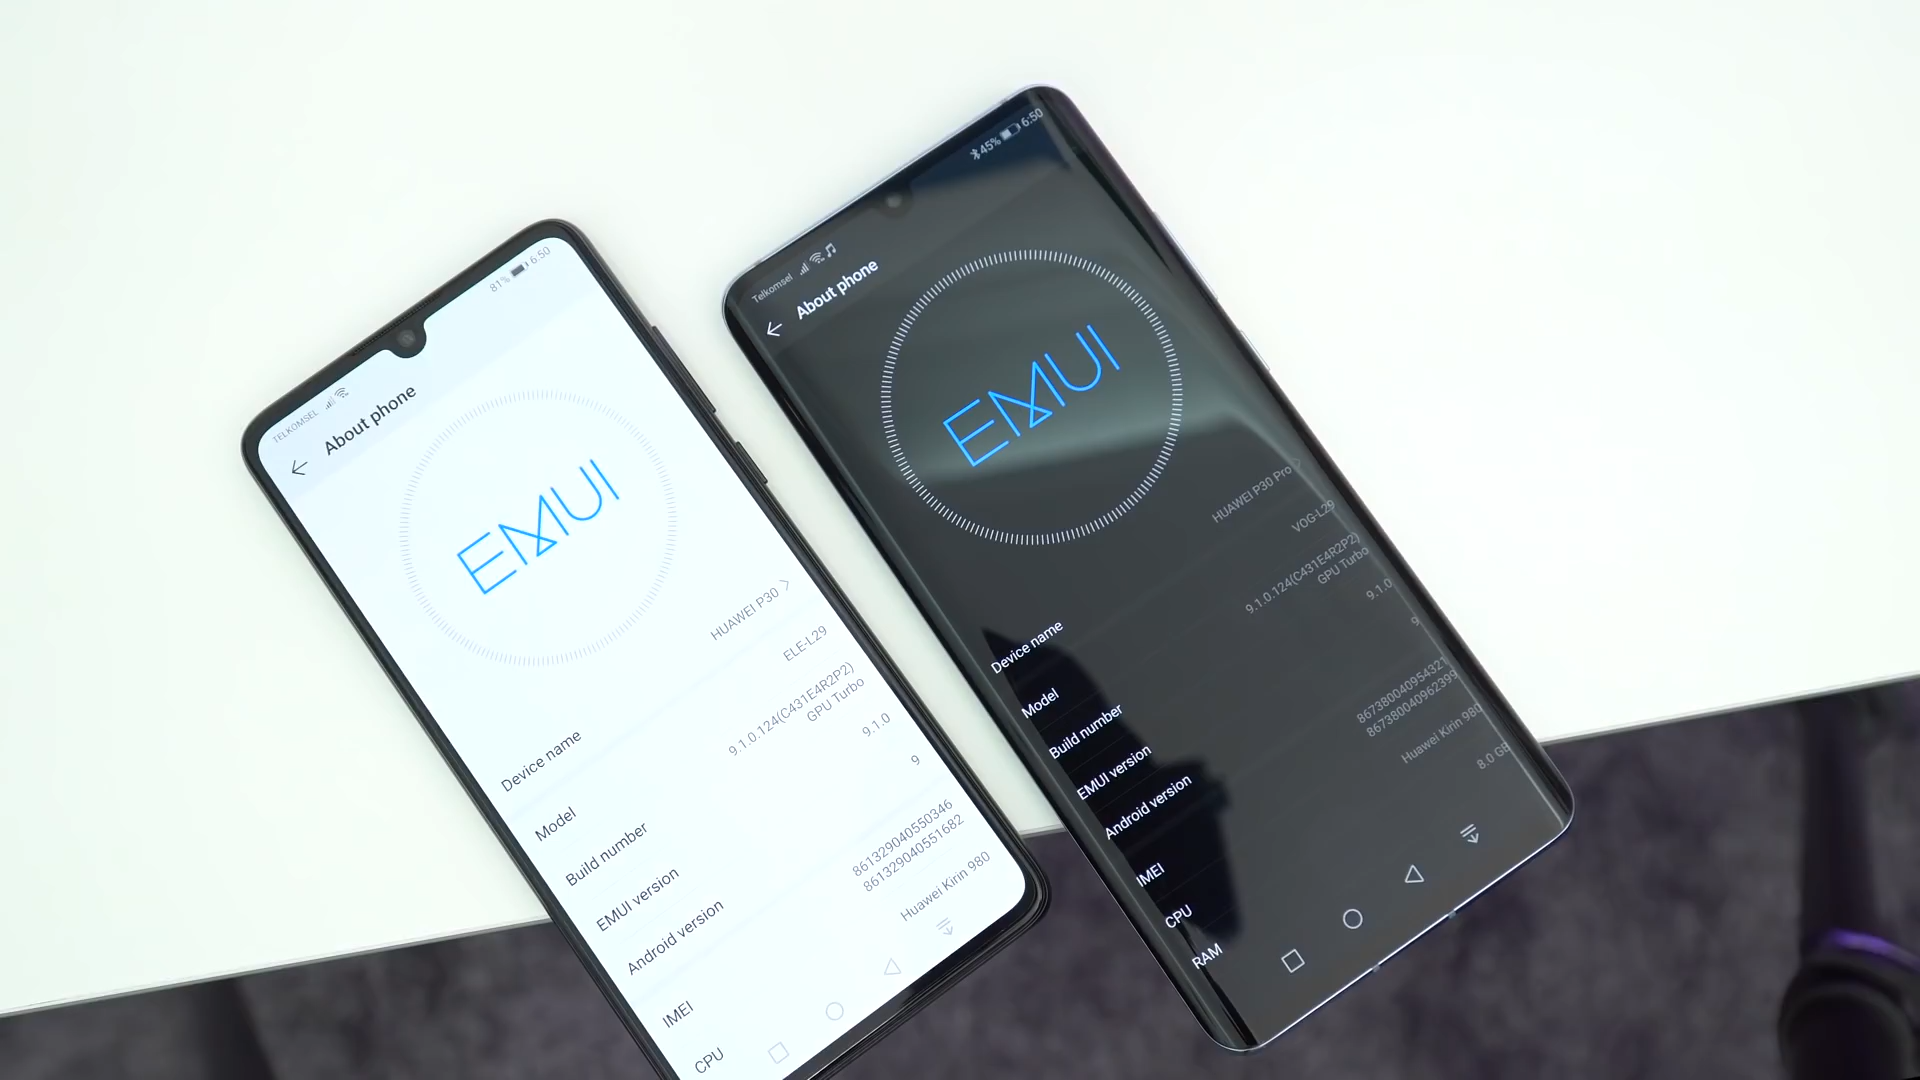 TELKOMSEL
81% 6:50
About phone
EMUI
Device name
HUAWEI P30
Model
ELE-L29
Build number
9.1.0.124(C431E4R2P2)
GPU Turbo
EMUI version
9.1.0
Android version
9
IMEI
861329040550346
861329040551682
CPU
Huawei Kirin 980
Telkomsel
45% 6:50
About phone
EMUI
Device name
HUAWEI P30 Pro
Model
VOG-L29
Build number
9.1.0.124(C431E4R2P2)
GPU Turbo
EMUI version
9.1.0
Android version
9
IMEI
867380040954321
867380040962399
CPU
Huawei Kirin 980
RAM
8.0 GB